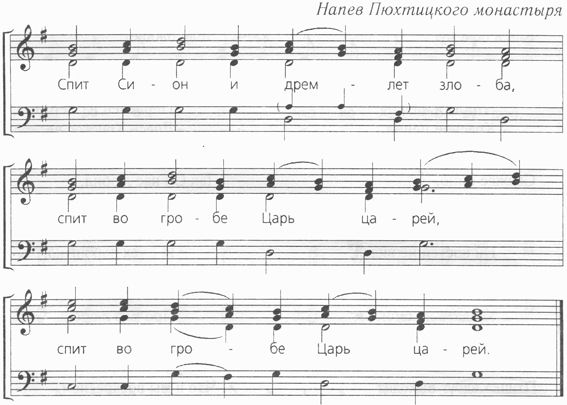 Напев Пюхтицкого монастыря
Спит Си - он и дрем - лет зло - ба,
спит во гро - бе Царь ца - рей,
спит во гро - бе Царь ца - рей.